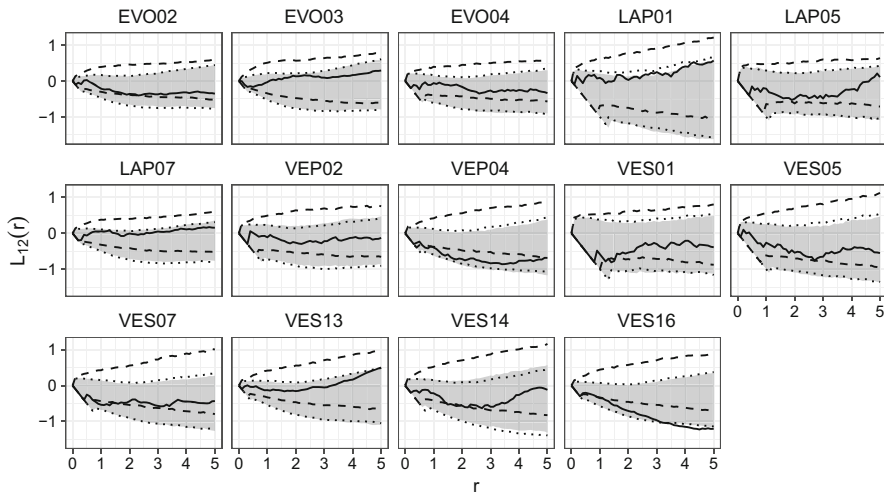 EVO02 EVO03 EVO04 LAP01 LAP05
1
0
−1
LAP07 VEP02 VEP04 VES01 VES05
1
0
−1
L12(r)
0 1 2 3 4 5
VES07 VES13 VES14 VES16
1
0
−1
0 1 2 3 4 5 0 1 2 3 4 5 0 1 2 3 4 5 0 1 2 3 4 5
r